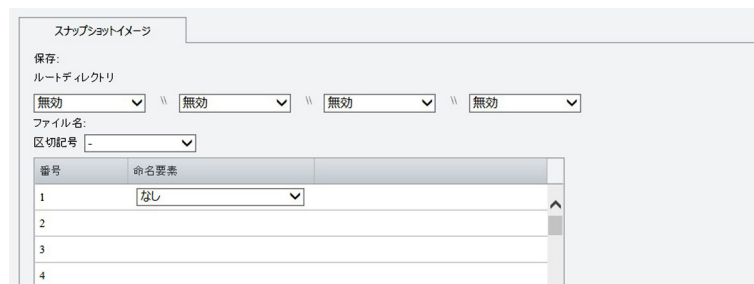 スナップショットイメージ
保存:
ルートディレクトリ
無効 \\ 無効 \\ 無効 \\ 無効
ファイル名:
区切記号 -
番号 命名要素
1 なし
2
3
4